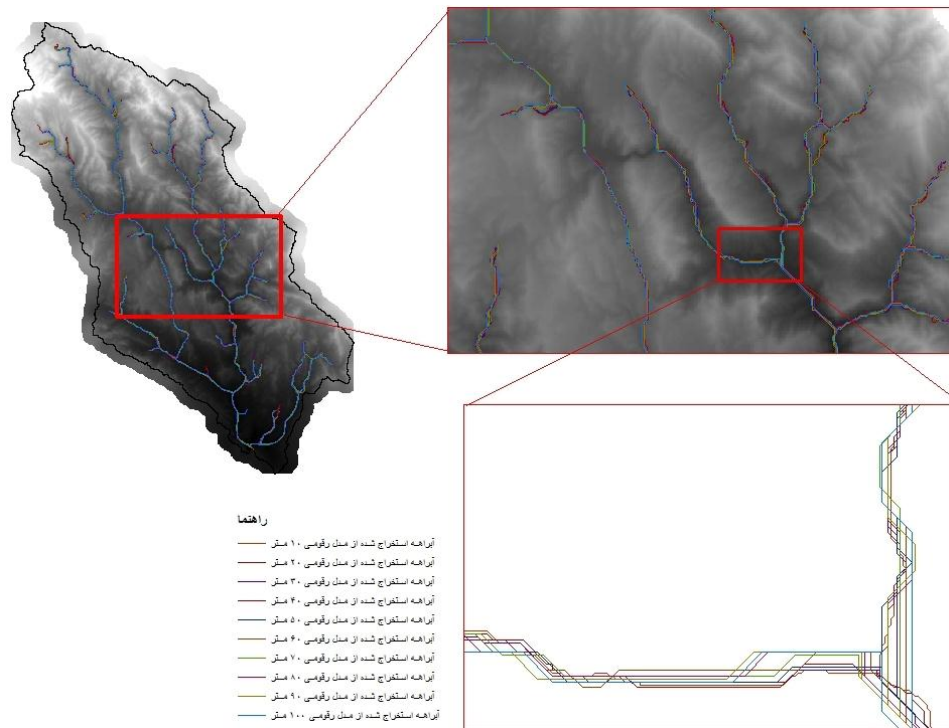 راهنما
آبراهه استخراج شده از مدل رقومی ۱۰ متر
آبراهه استخراج شده از مدل رقومی ۲۰ متر
آبراهه استخراج شده از مدل رقومی ۳۰ متر
آبراهه استخراج شده از مدل رقومی ۴۰ متر
آبراهه استخراج شده از مدل رقومی ۵۰ متر
آبراهه استخراج شده از مدل رقومی ۶۰ متر
آبراهه استخراج شده از مدل رقومی ۷۰ متر
آبراهه استخراج شده از مدل رقومی ۸۰ متر
آبراهه استخراج شده از مدل رقومی ۹۰ متر
آبراهه استخراج شده از مدل رقومی ۱۰۰ متر